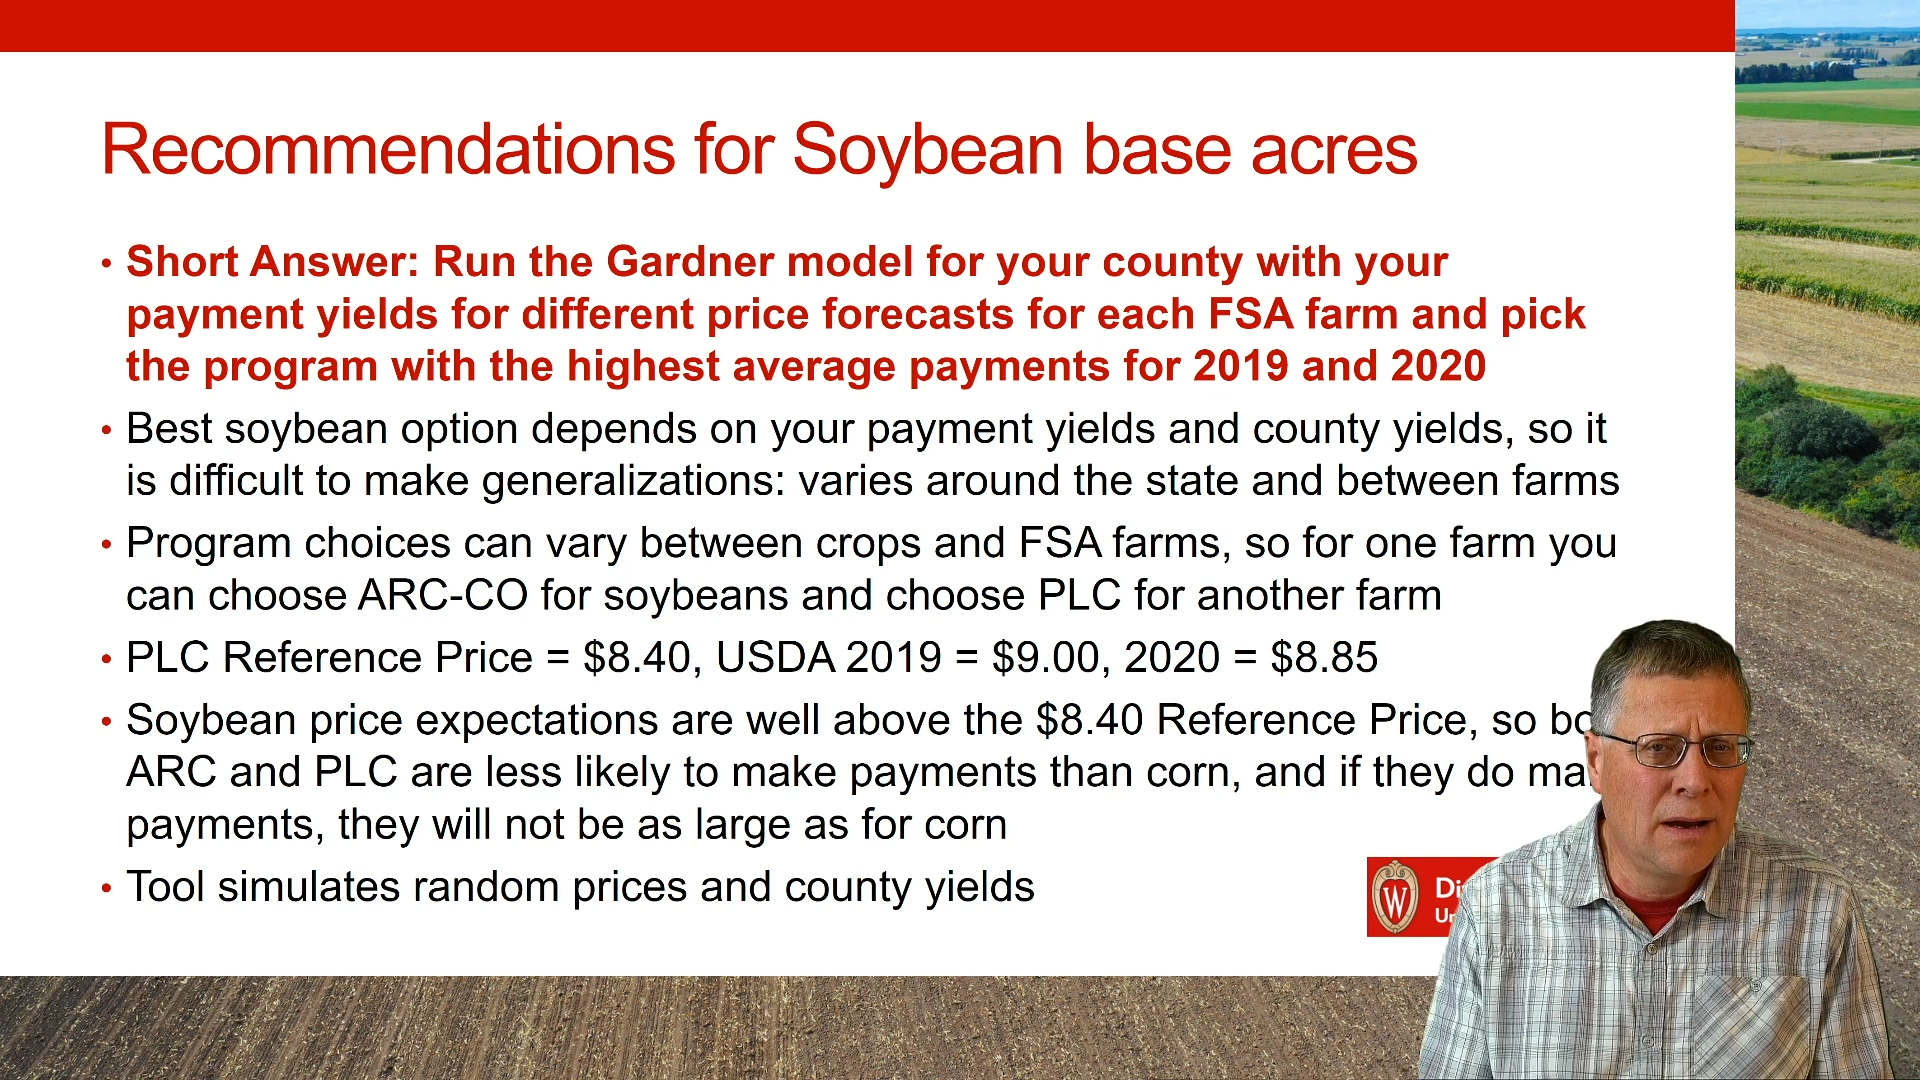 Recommendations for Soybean base acres
• Short Answer: Run the Gardner model for your county with your
payment yields for different price forecasts for each FSA farm and pick
the program with the highest average payments for 2019 and 2020
• Best soybean option depends on your payment yields and county yields, so it
is difficult to make generalizations: varies around the state and between farms
• Program choices can vary between crops and FSA farms, so for one farm you
can choose ARC-CO for soybeans and choose PLC for another farm
• PLC Reference Price = $8.40, USDA 2019 = $9.00, 2020 = $8.85
• Soybean price expectations are well above the $8.40 Reference Price, so
ARC and PLC are less likely to make payments than corn, and if they do
payments, they will not be as large as for corn
• Tool simulates random prices and county yields
W